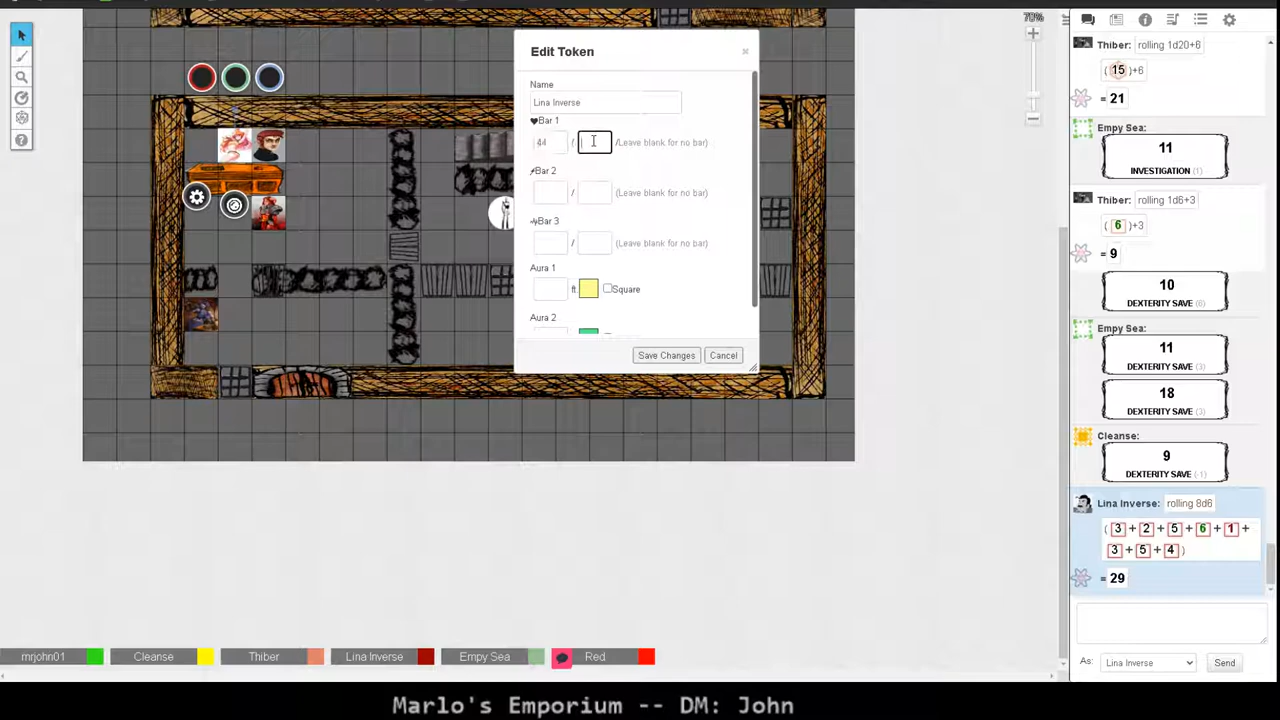 70%
Edit Token
×
Name
Lina Inverse
Bar 1
44 / /Leave blank for no bar)
Bar 2
/ (Leave blank for no bar)
Bar 3
/ (Leave blank for no bar)
Aura 1
ft. Square
Aura 2
Save Changes
Cancel
Thiber: rolling 1d20+6
(15)+6
= 21
Empy Sea:
11
INVESTIGATION (1)
Thiber: rolling 1d6+3
(6)+3
= 9
10
DEXTERITY SAVE (6)
Empy Sea:
11
DEXTERITY SAVE (3)
18
DEXTERITY SAVE (3)
Cleanse:
9
DEXTERITY SAVE (-1)
Lina Inverse: rolling 8d6
(3+2+5+6+1+
3+5+4)
= 29
As: Lina Inverse
Send
mrjohn01
Cleanse
Thiber
Lina Inverse
Empy Sea
Red
Marlo's Emporium -- DM: John